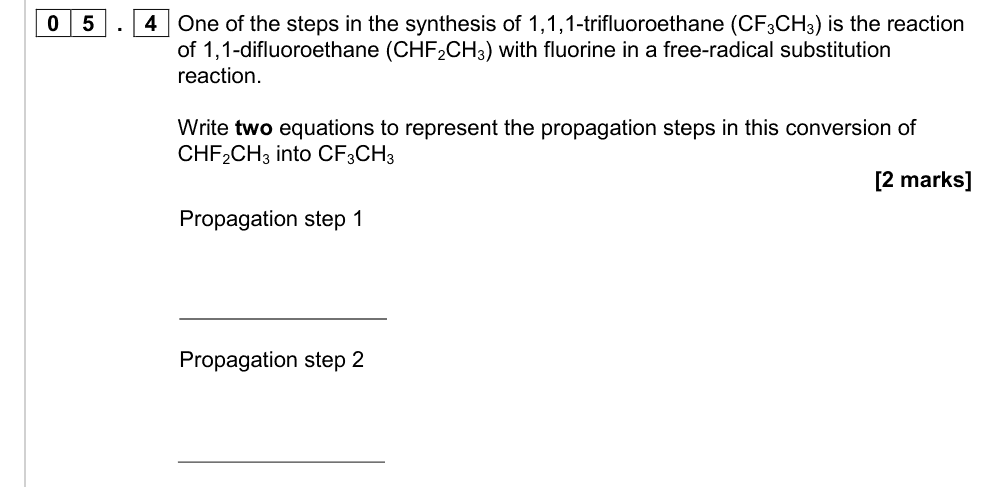 0 5 . 4 One of the steps in the synthesis of 1,1,1-trifluoroethane (CF₃CH₃) is the reaction
of 1,1-difluoroethane (CHF₂CH₃) with fluorine in a free-radical substitution
reaction.
Write two equations to represent the propagation steps in this conversion of
CHF₂CH₃ into CF₃CH₃
[2 marks]
Propagation step 1
Propagation step 2